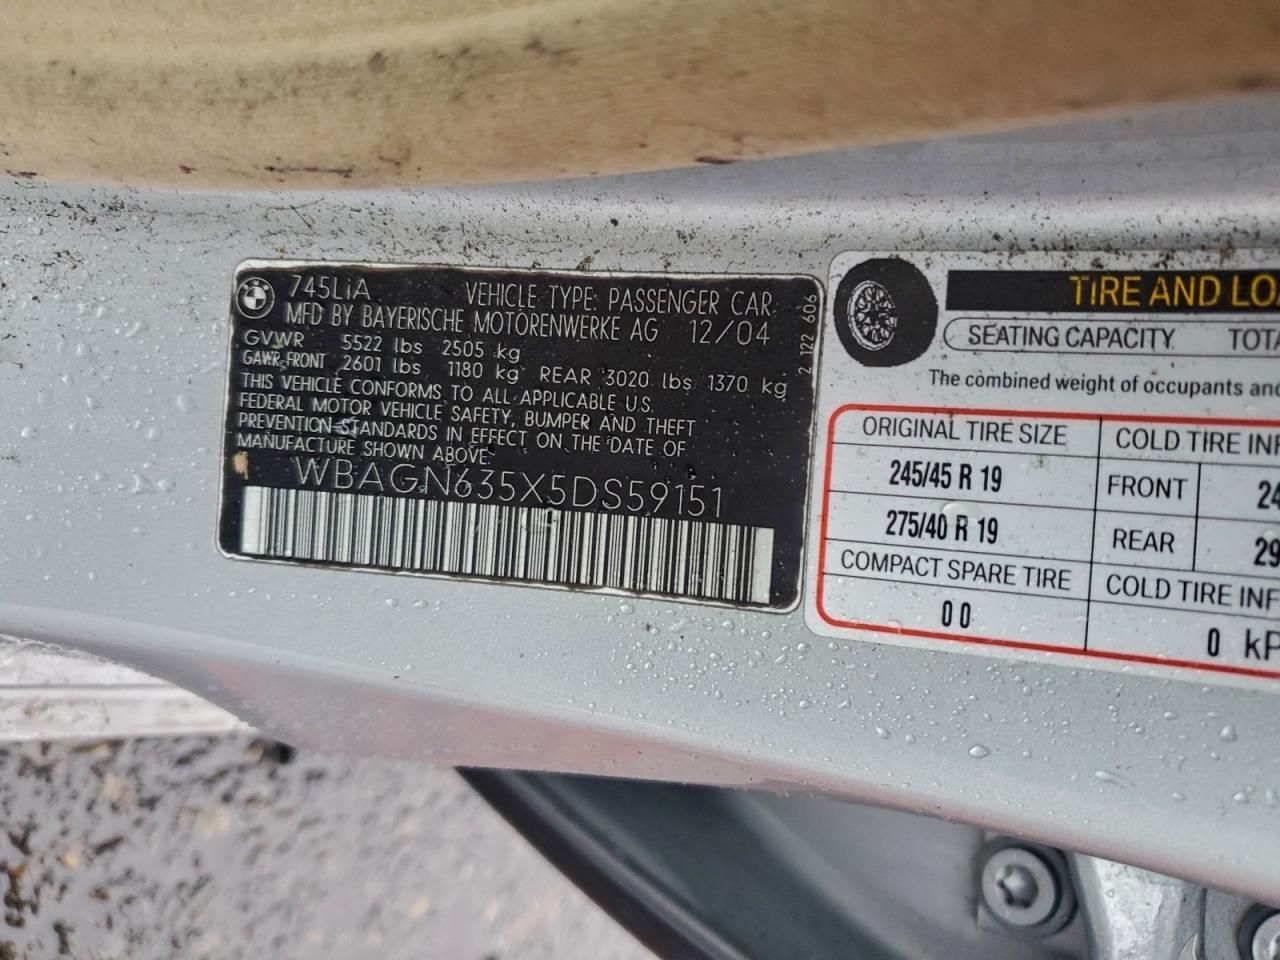 745LiA VEHICLE TYPE: PASSENGER CAR
MFD BY BAYERISCHE MOTORENWERKE AG 12/04
GVWR 5522 lbs 2505 kg
GAWR-FRONT 2601 lbs 1180 kg REAR 3020 lbs 1370 kg
THIS VEHICLE CONFORMS TO ALL APPLICABLE U.S.
FEDERAL MOTOR VEHICLE SAFETY, BUMPER AND THEFT
PREVENTION-STANDARDS IN EFFECT ON THE DATE OF
MANUFACTURE SHOWN ABOVE.
WBAGN635X5DS59151
2 122 606
TIRE AND LO
SEATING CAPACITY TOTA
The combined weight of occupants and
ORIGINAL TIRE SIZE COLD TIRE INF
245/45 R 19 FRONT 24
275/40 R 19 REAR 29
COMPACT SPARE TIRE COLD TIRE INF
0 0 0 kP